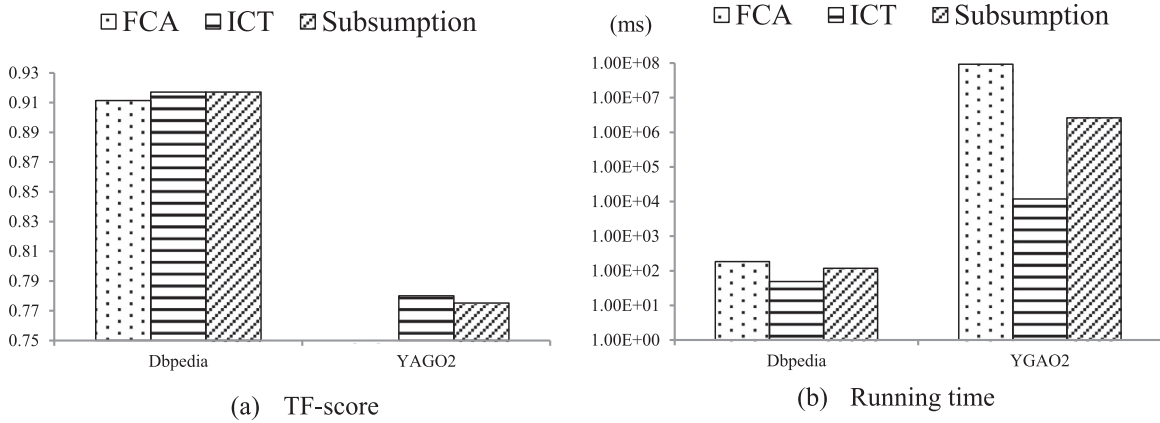 FCA ICT Subsumption
0.93
0.91
0.89
0.87
0.85
0.83
0.81
0.79
0.77
0.75
Dbpedia YAGO2
(a) TF-score
(ms) FCA ICT Subsumption
1.00E+08
1.00E+07
1.00E+06
1.00E+05
1.00E+04
1.00E+03
1.00E+02
1.00E+01
1.00E+00
Dbpedia YGAO2
(b) Running time